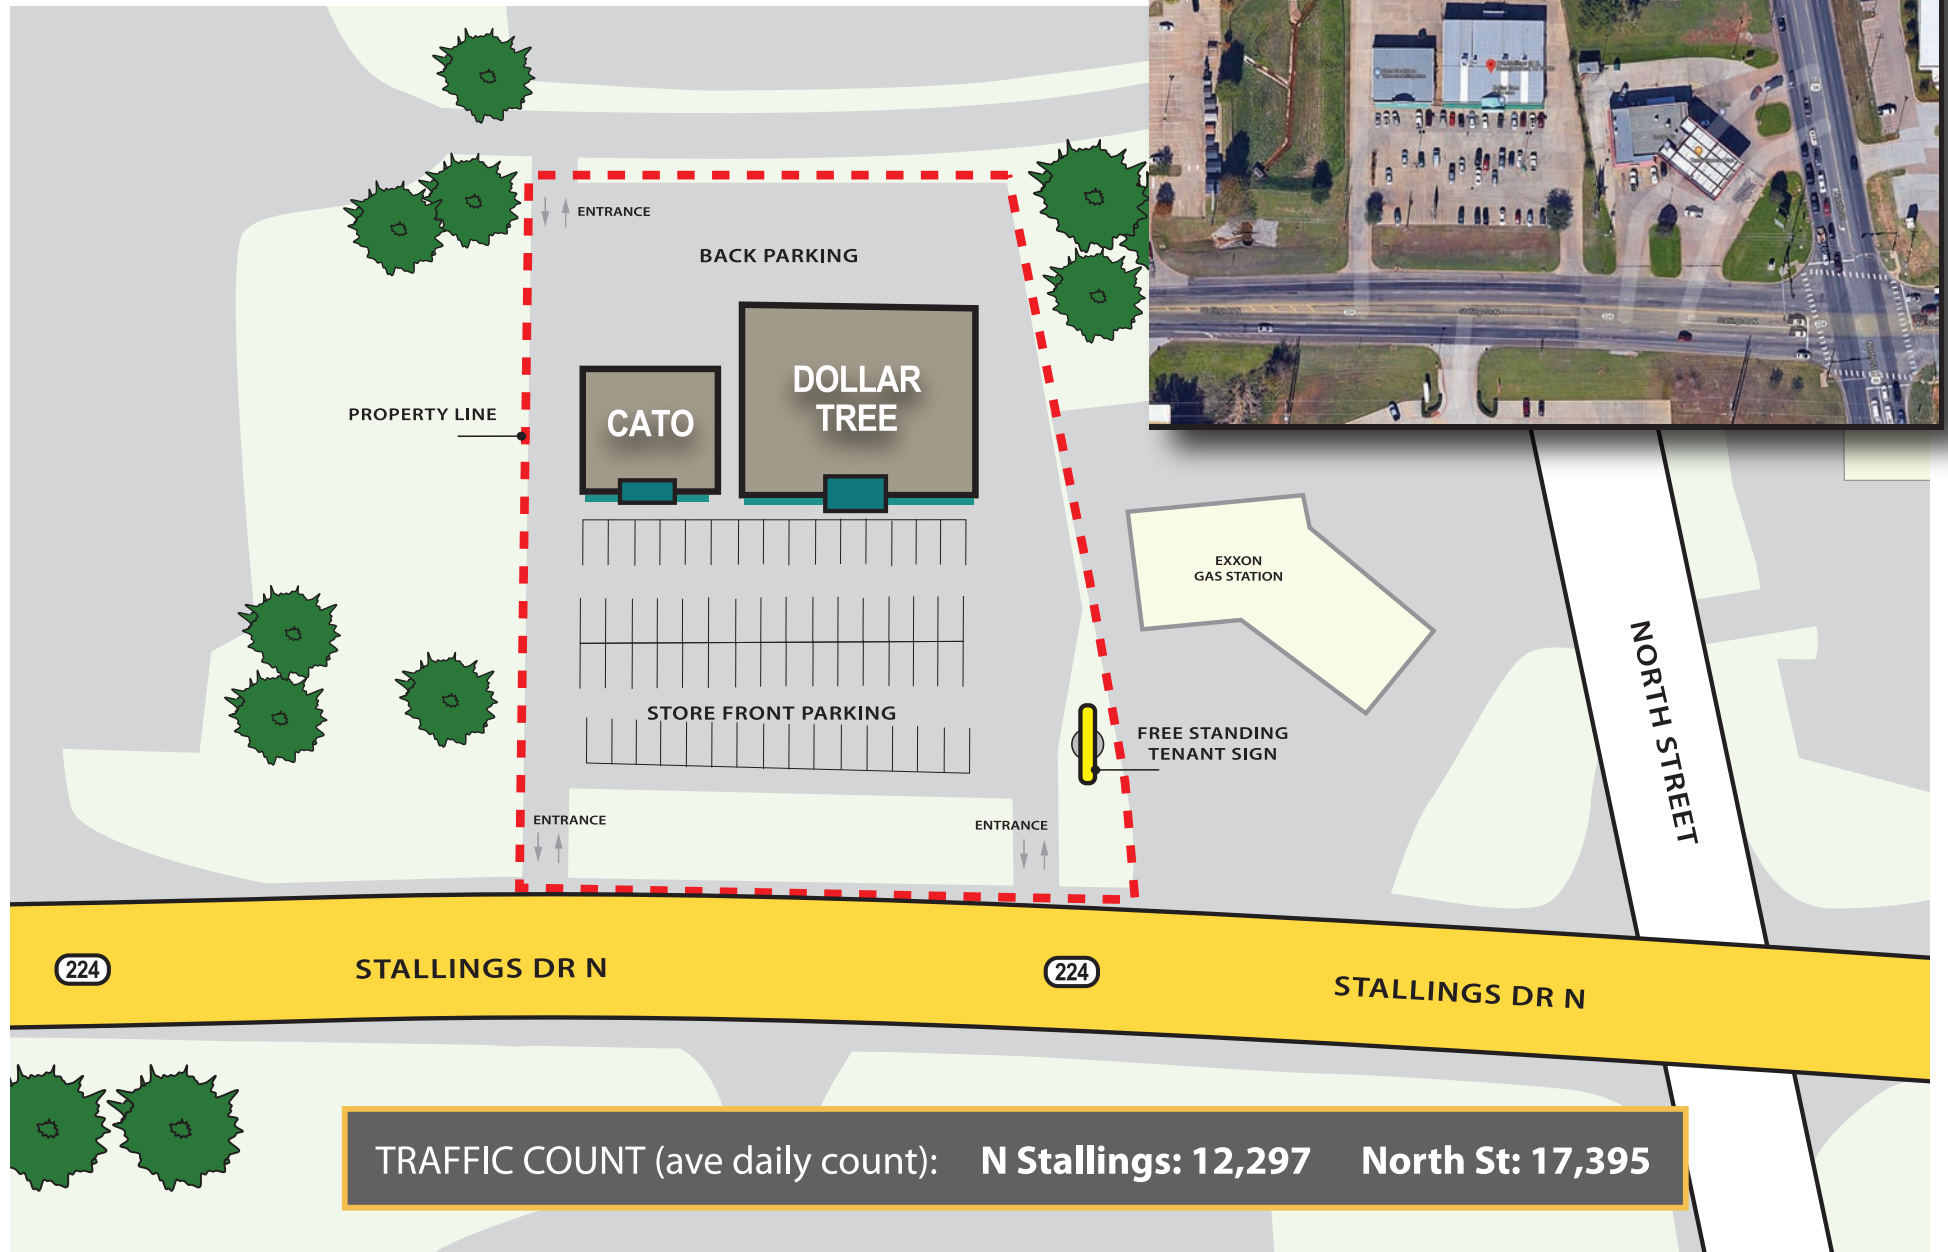 ENTRANCE
BACK PARKING
DOLLAR
TREE
CATO
PROPERTY LINE
EXXON
GAS STATION
NORTH STREET
STORE FRONT PARKING
FREE STANDING
TENANT SIGN
ENTRANCE
ENTRANCE
224
STALLINGS DR N
224
STALLINGS DR N
TRAFFIC COUNT (ave daily count): N Stallings: 12,297 North St: 17,395